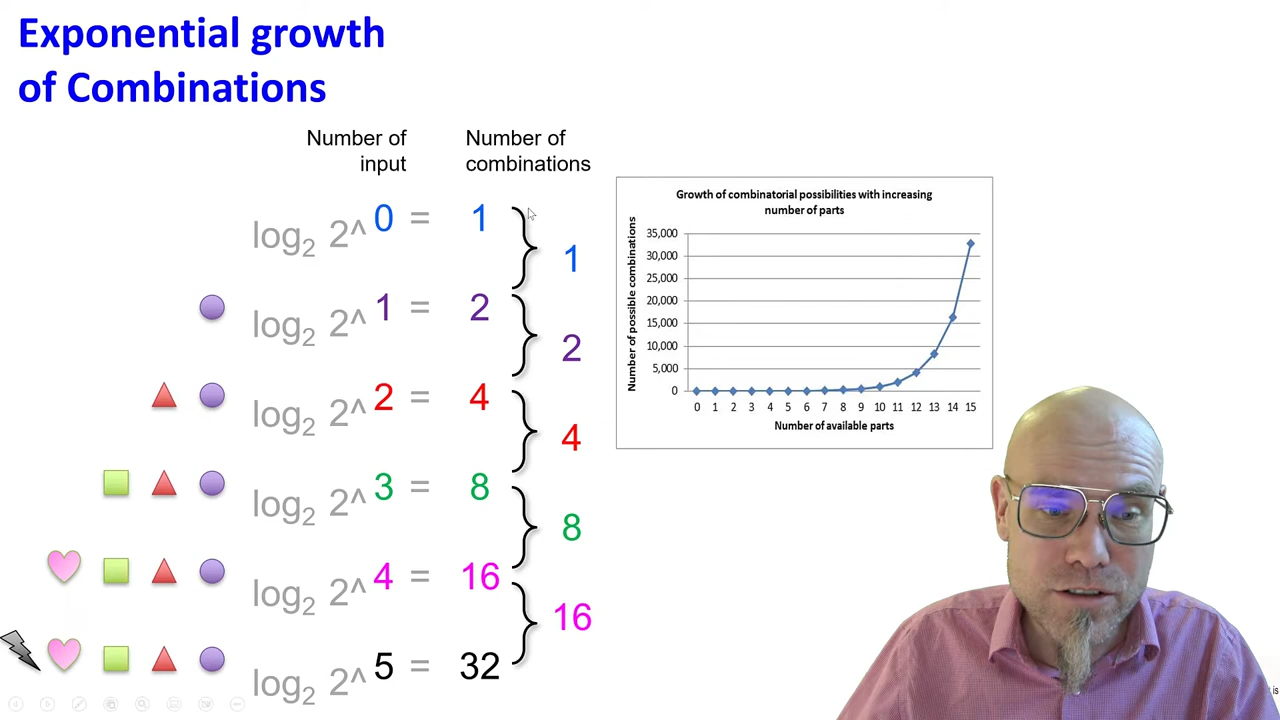 Exponential growth
of Combinations
Number of
input
Number of
combinations
log2 2^ 0 = 1
1
log2 2^ 1 = 2
2
log2 2^ 2 = 4
4
log2 2^ 3 = 8
8
log2 2^ 4 = 16
16
log2 2^ 5 = 32
Growth of combinatorial possibilities with increasing
number of parts
Number of possible combinations
35,000
30,000
25,000
20,000
15,000
10,000
5,000
0
0 1 2 3 4 5 6 7 8 9 10 11 12 13 14 15
Number of available parts
is